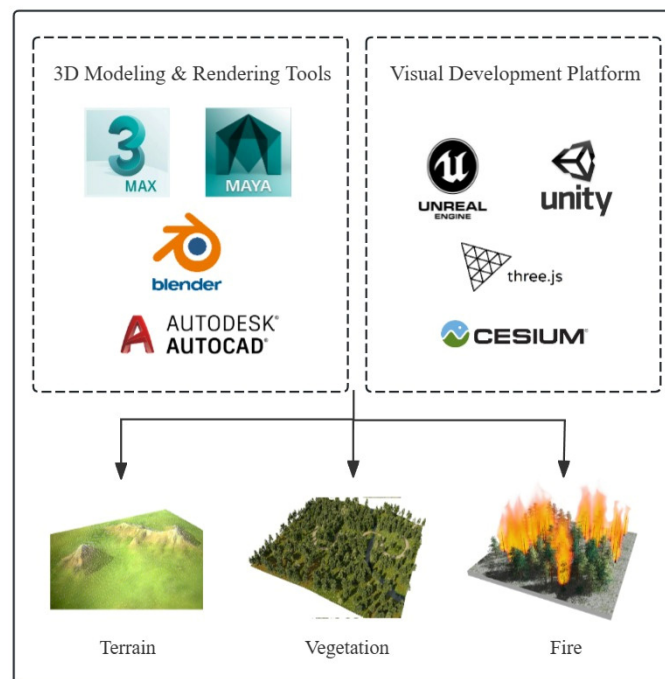 3D Modeling & Rendering Tools
3
MAX
MAYA
blender
AUTODESK®
AUTOCAD®
Visual Development Platform
UNREAL
ENGINE
unity
three.js
CESIUM®
Terrain
Vegetation
Fire